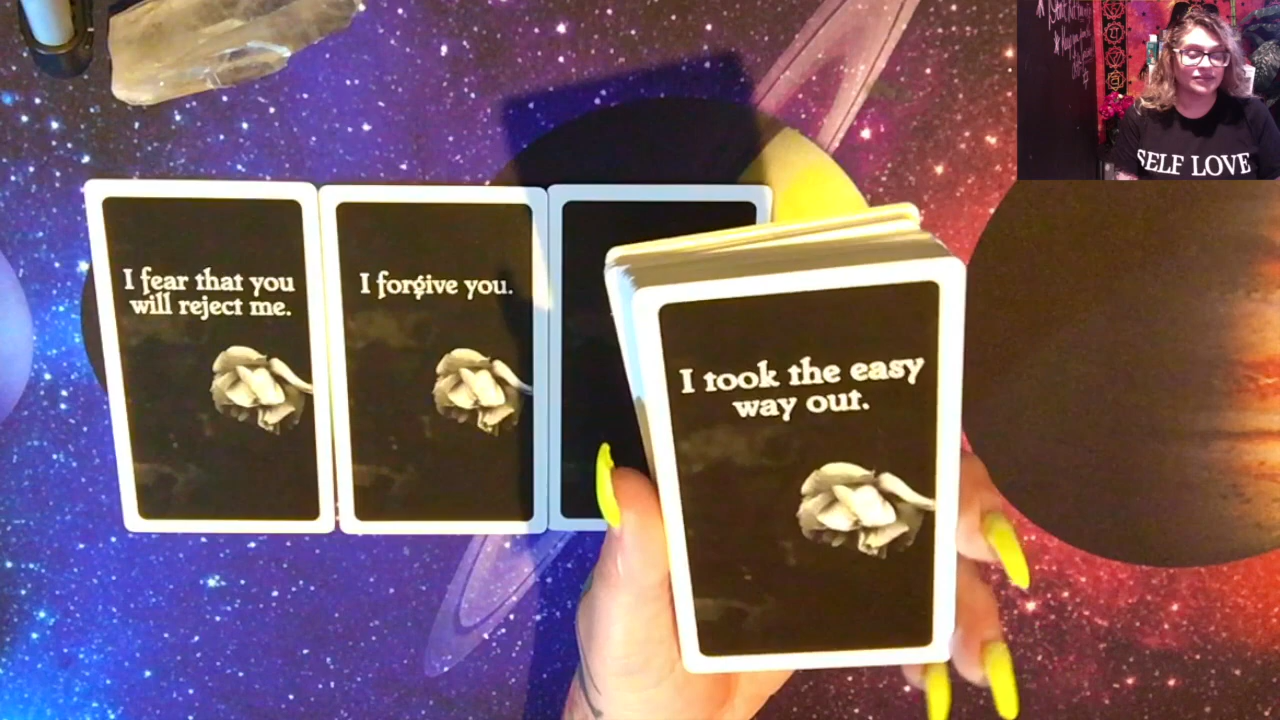 I fear that you
will reject me.
I forgive you.
I took the easy
way out.
SELF LOVE